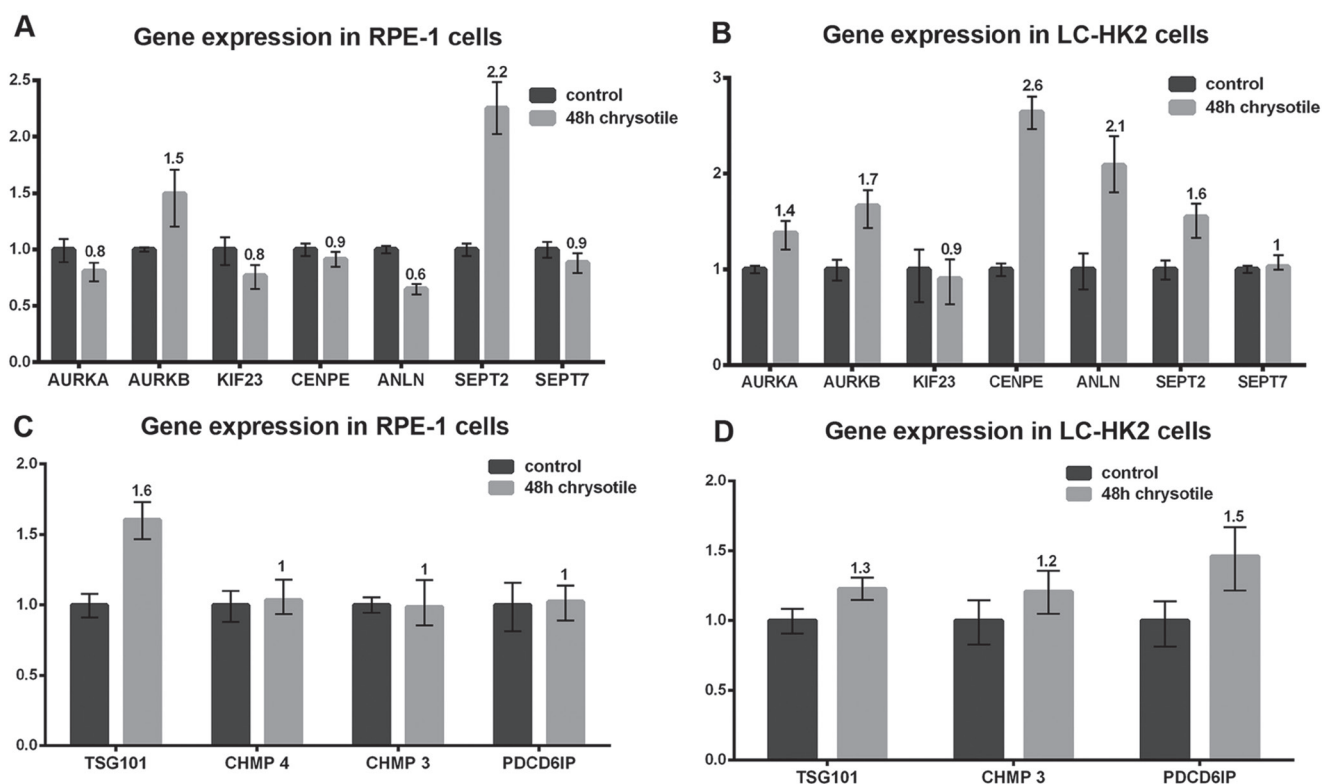 A
Gene expression in RPE-1 cells
2.5
2.0
1.5
1.0
0.5
0.0
control
48h chrysotile
0.8
1.5
0.8
0.9
0.6
2.2
0.9
AURKA AURKB KIF23 CENPE ANLN SEPT2 SEPT7
B
Gene expression in LC-HK2 cells
3
2
1
0
control
48h chrysotile
1.4
1.7
0.9
2.6
2.1
1.6
1
AURKA AURKB KIF23 CENPE ANLN SEPT2 SEPT7
C
Gene expression in RPE-1 cells
2.0
1.5
1.0
0.5
0.0
control
48h chrysotile
1.6
1
1
1
TSG101 CHMP 4 CHMP 3 PDCD6IP
D
Gene expression in LC-HK2 cells
2.0
1.5
1.0
0.5
0.0
control
48h chrysotile
1.3
1.2
1.5
TSG101 CHMP 3 PDCD6IP